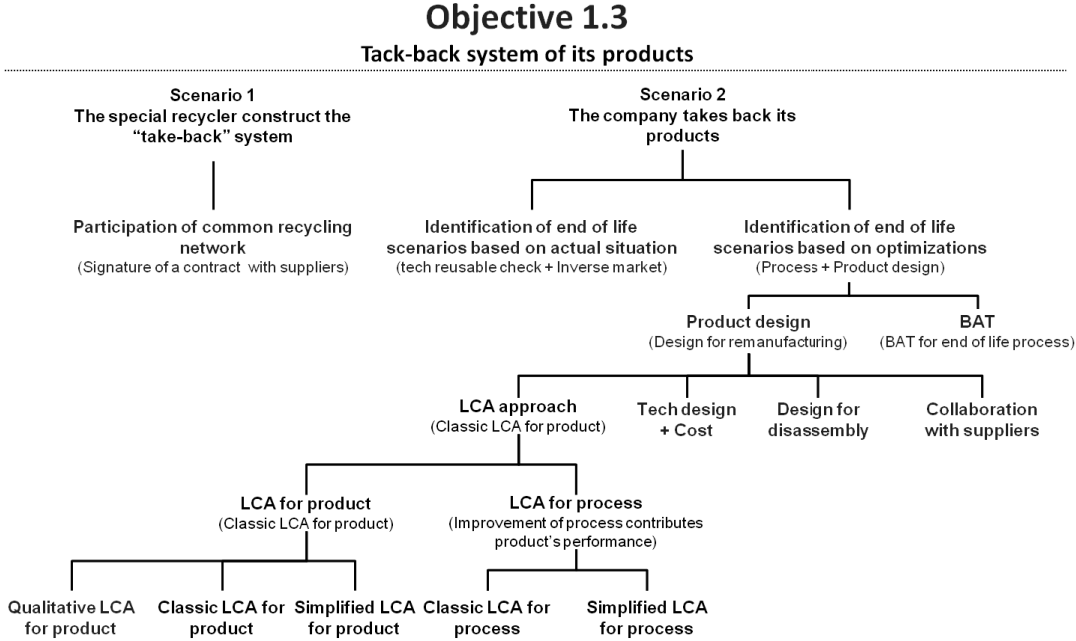 Objective 1.3
Tack-back system of its products
Scenario 1
The special recycler construct the
“take-back” system
Scenario 2
The company takes back its
products
Participation of common recycling
network
(Signature of a contract with suppliers)
Identification of end of life
scenarios based on actual situation
(tech reusable check + Inverse market)
Identification of end of life
scenarios based on optimizations
(Process + Product design)
Product design
(Design for remanufacturing)
BAT
(BAT for end of life process)
LCA approach
(Classic LCA for product)
Tech design
+ Cost
Design for
disassembly
Collaboration
with suppliers
LCA for product
(Classic LCA for product)
LCA for process
(Improvement of process contributes
product’s performance)
Qualitative LCA
for product
Classic LCA for
product
Simplified LCA
for product
Classic LCA for
process
Simplified LCA
for process